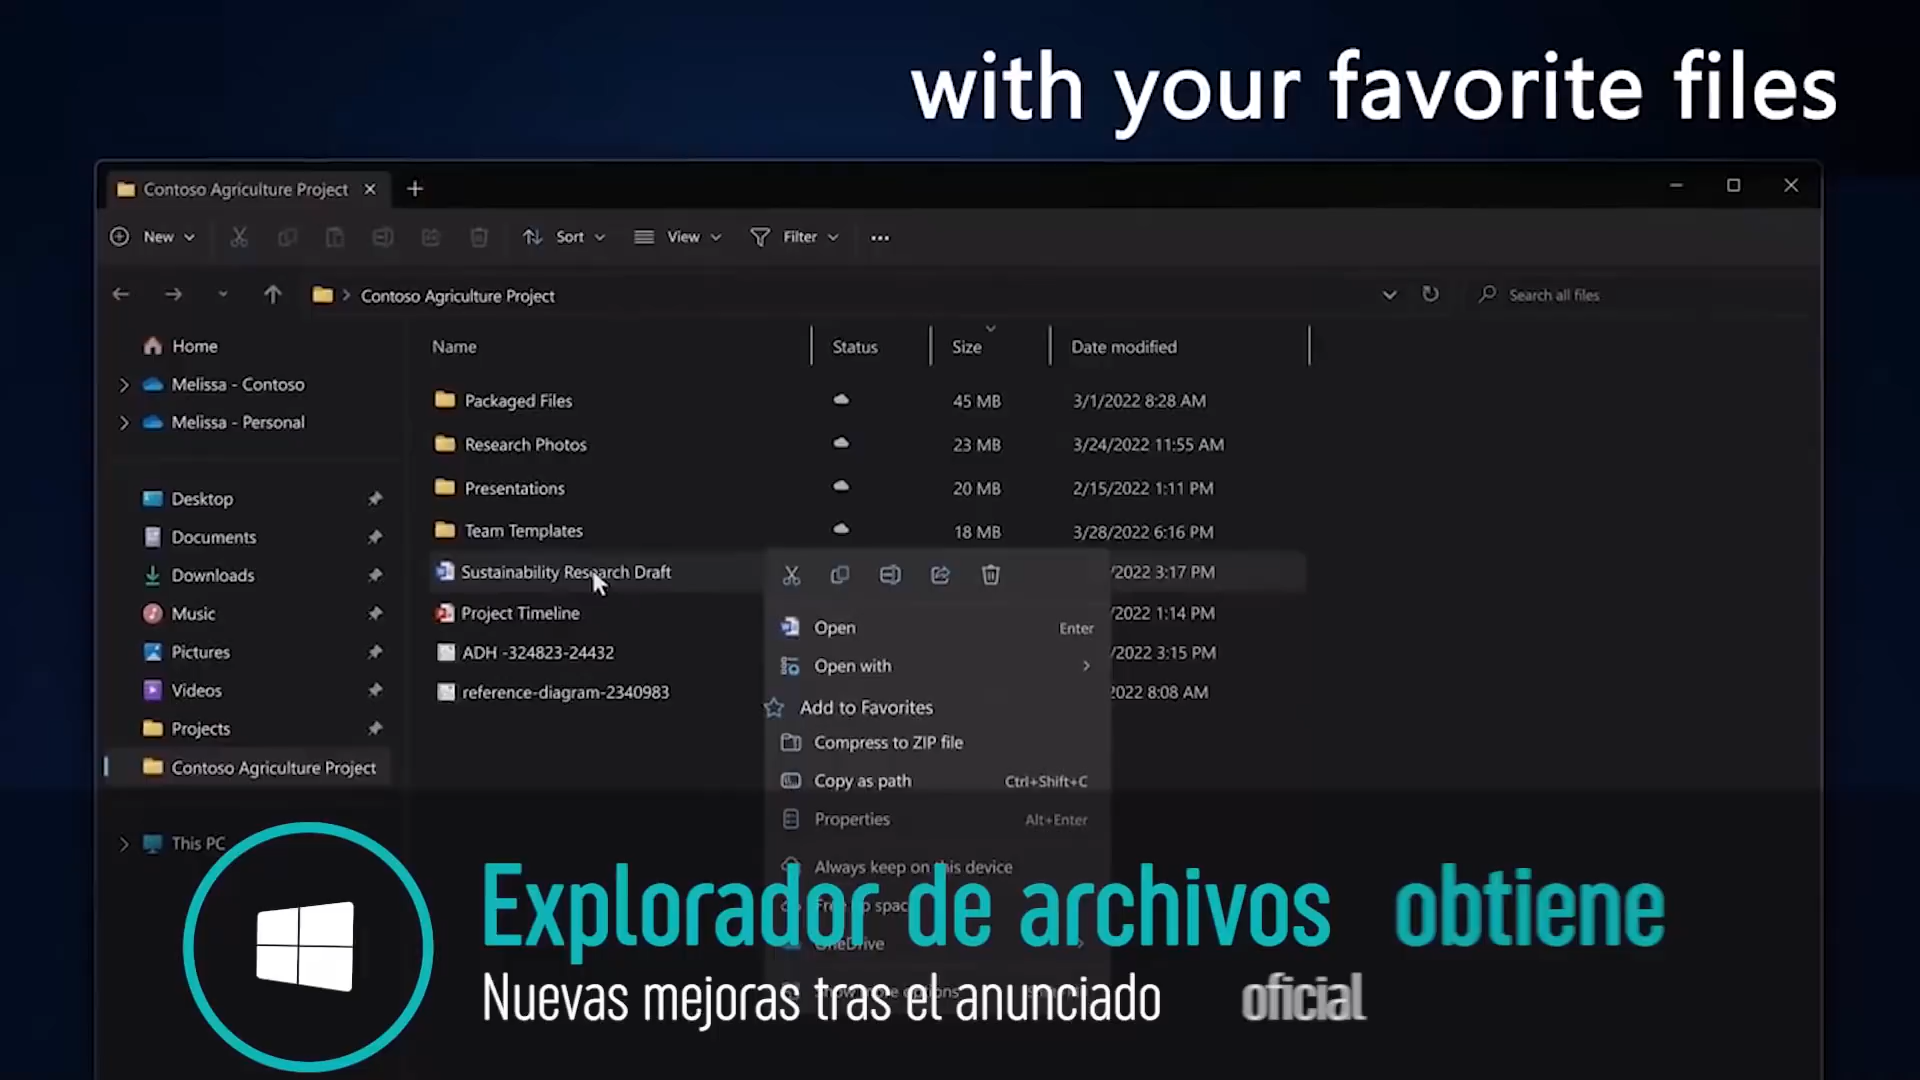 with your favorite files
Contoso Agriculture Project
New
Sort
View
Filter
Contoso Agriculture Project
Search all files
Home
Melissa - Contoso
Melissa - Personal
Desktop
Documents
Downloads
Music
Pictures
Videos
Projects
Contoso Agriculture Project
This PC
Name Status Size Date modified
Packaged Files 45 MB 3/1/2022 8:28 AM
Research Photos 23 MB 3/24/2022 11:55 AM
Presentations 20 MB 2/15/2022 1:11 PM
Team Templates 18 MB 3/28/2022 6:16 PM
Sustainability Research Draft /2022 3:17 PM
Project Timeline /2022 1:14 PM
ADH -324823-24432 /2022 3:15 PM
reference-diagram-2340983 2022 8:08 AM
Open Enter
Open with
Add to Favorites
Compress to ZIP file
Copy as path Ctrl+Shift+C
Properties Alt+Enter
Always keep on this device
Free up space
OneDrive
Show more options
Explorador de archivos obtiene
Nuevas mejoras tras el anunciado oficial